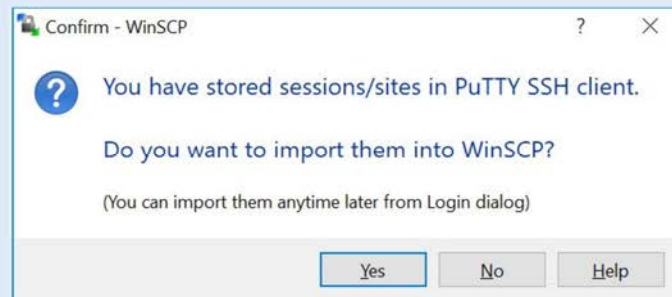 Confirm - WinSCP ?
You have stored sessions/sites in PuTTY SSH client.
Do you want to import them into WinSCP?
(You can import them anytime later from Login dialog)
Yes No Help